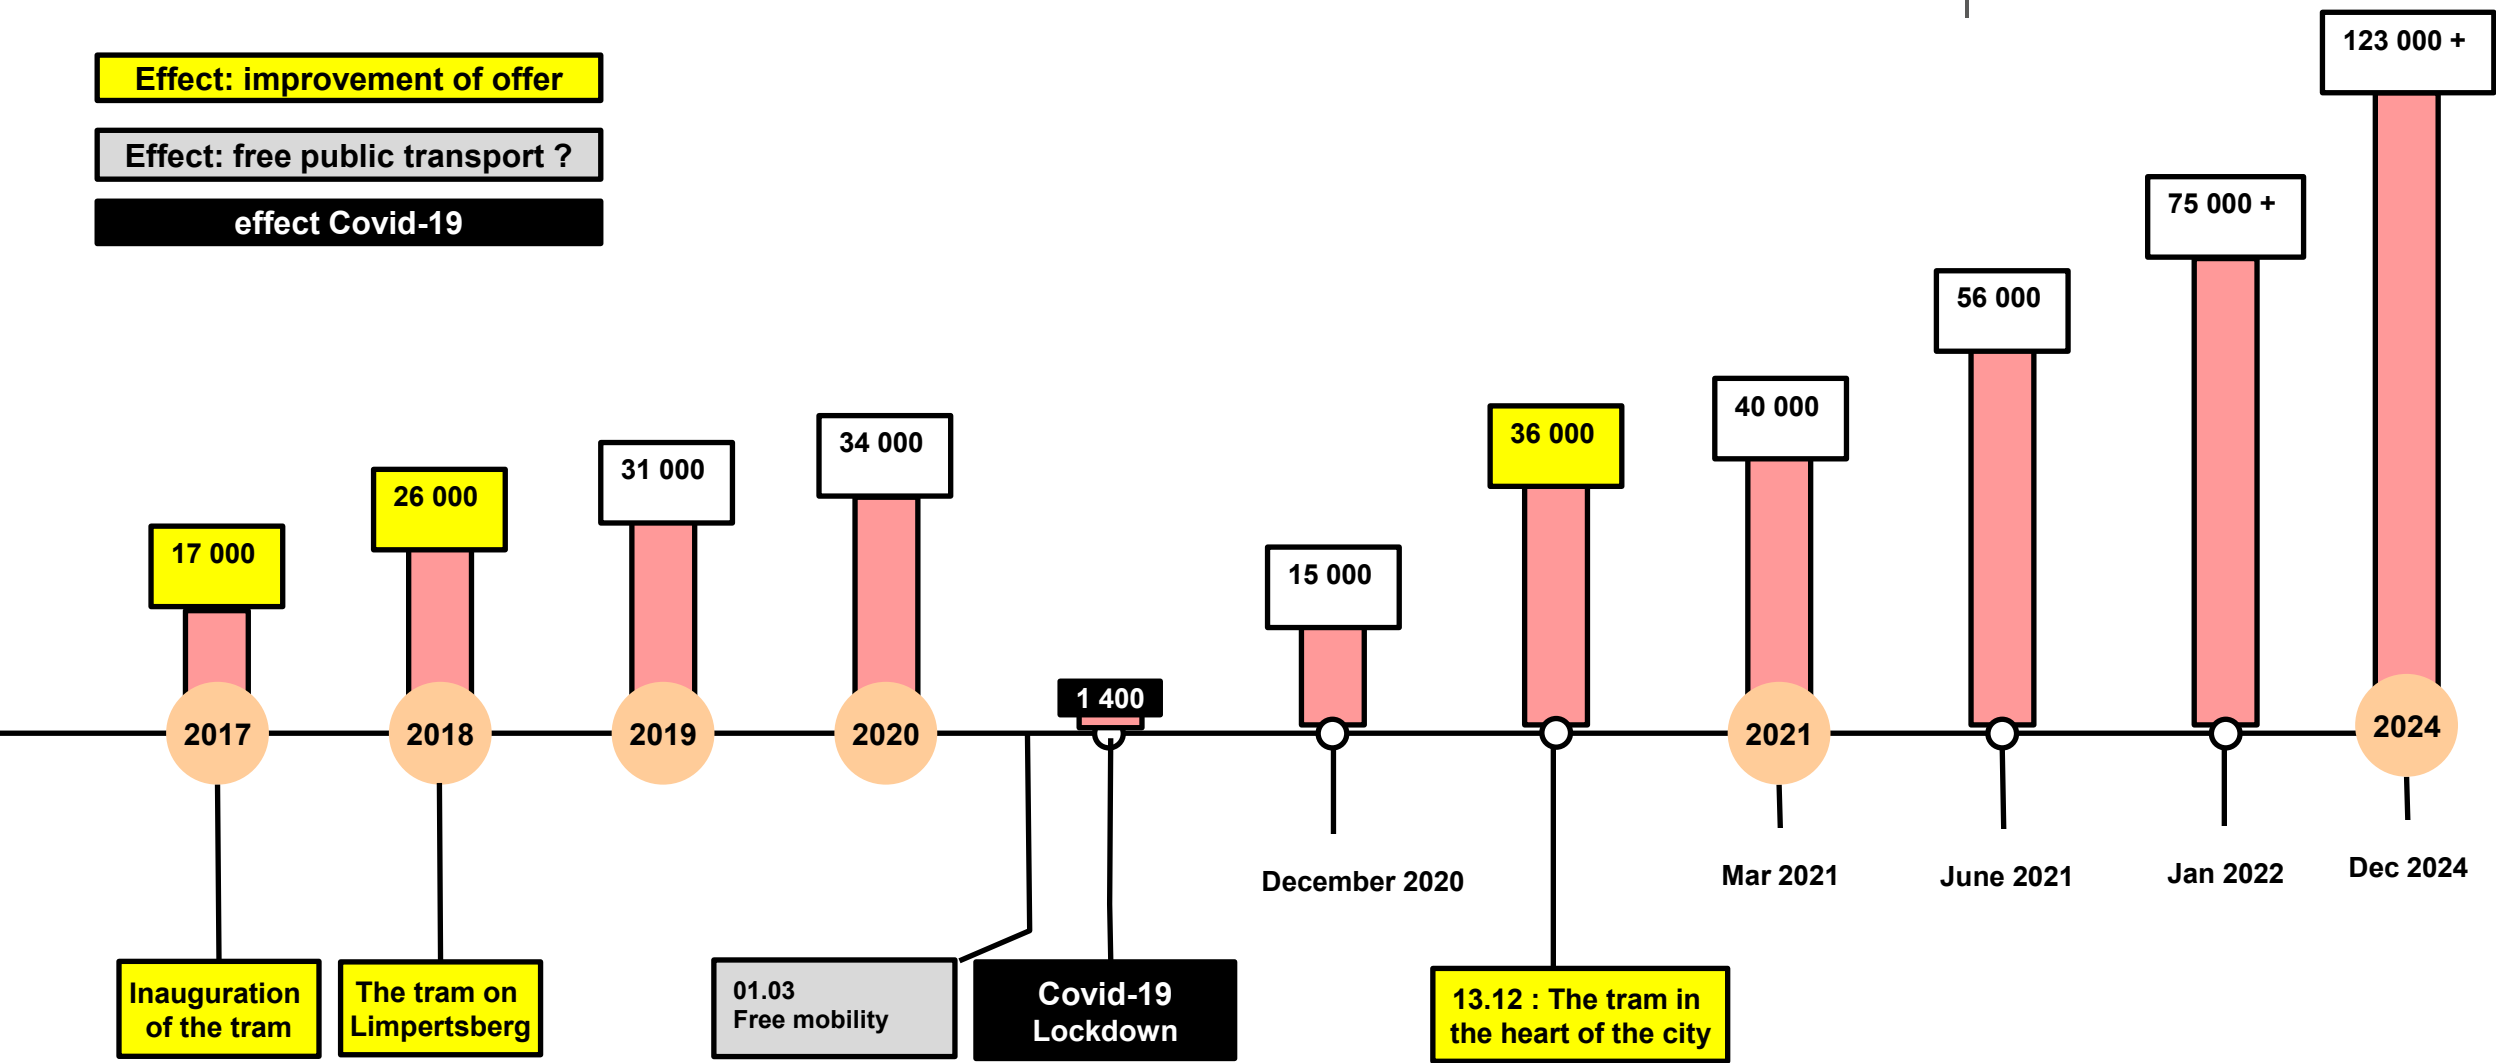 Effect: improvement of offer
Effect: free public transport ?
effect Covid-19
17 000
26 000
31 000
34 000
1 400
15 000
36 000
40 000
56 000
75 000 +
123 000 +
2017
2018
2019
2020
2021
2024
December 2020
Mar 2021
June 2021
Jan 2022
Dec 2024
Inauguration
of the tram
The tram on
Limpertsberg
01.03
Free mobility
Covid-19
Lockdown
13.12 : The tram in
the heart of the city